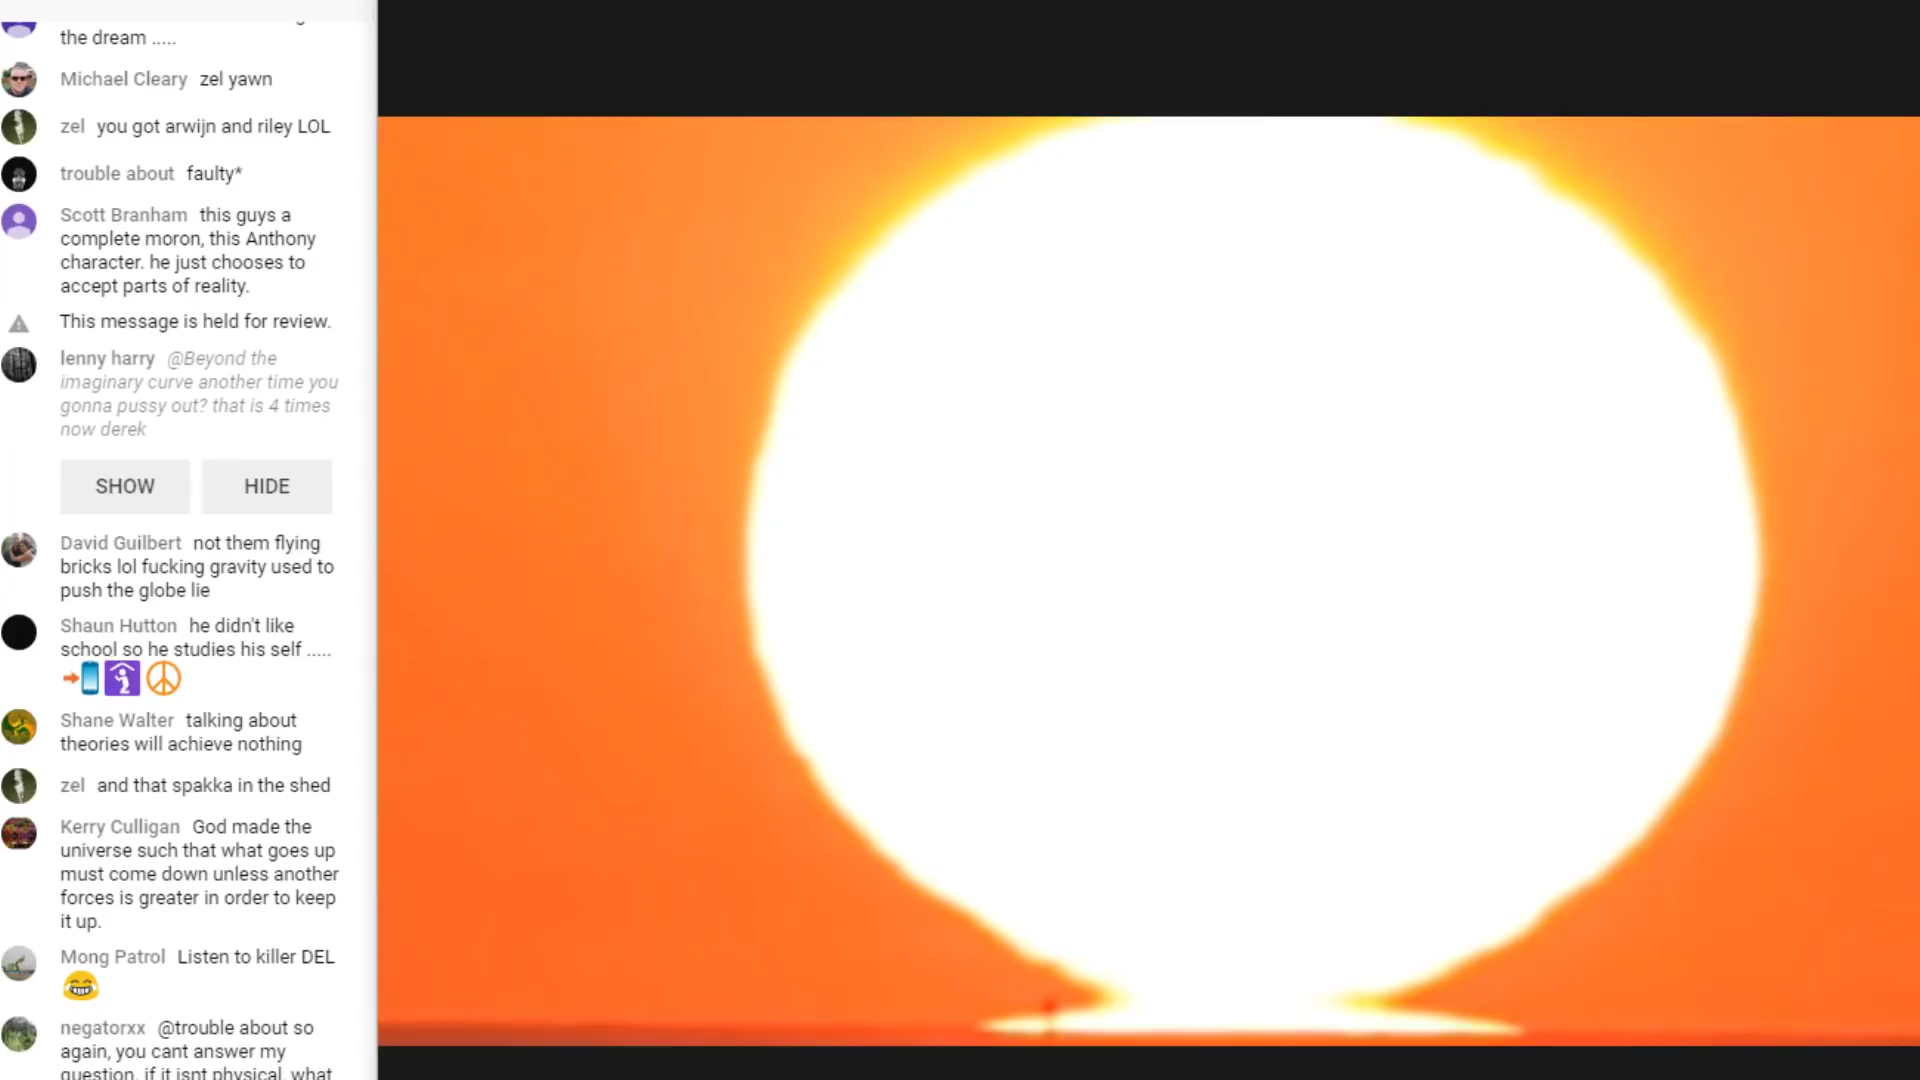 the dream .....
Michael Cleary zel yawn
zel you got arwijn and riley LOL
trouble about faulty*
Scott Branham this guys a
complete moron, this Anthony
character. he just chooses to
accept parts of reality.
This message is held for review.
lenny harry @Beyond the
imaginary curve another time you
gonna pussy out? that is 4 times
now derek
SHOW HIDE
David Guilbert not them flying
bricks lol fucking gravity used to
push the globe lie
Shaun Hutton he didn't like
school so he studies his self .....
Shane Walter talking about
theories will achieve nothing
zel and that spakka in the shed
Kerry Culligan God made the
universe such that what goes up
must come down unless another
forces is greater in order to keep
it up.
Mong Patrol Listen to killer DEL
negatorxx @trouble about so
again, you cant answer my
question, if it isnt physical, what